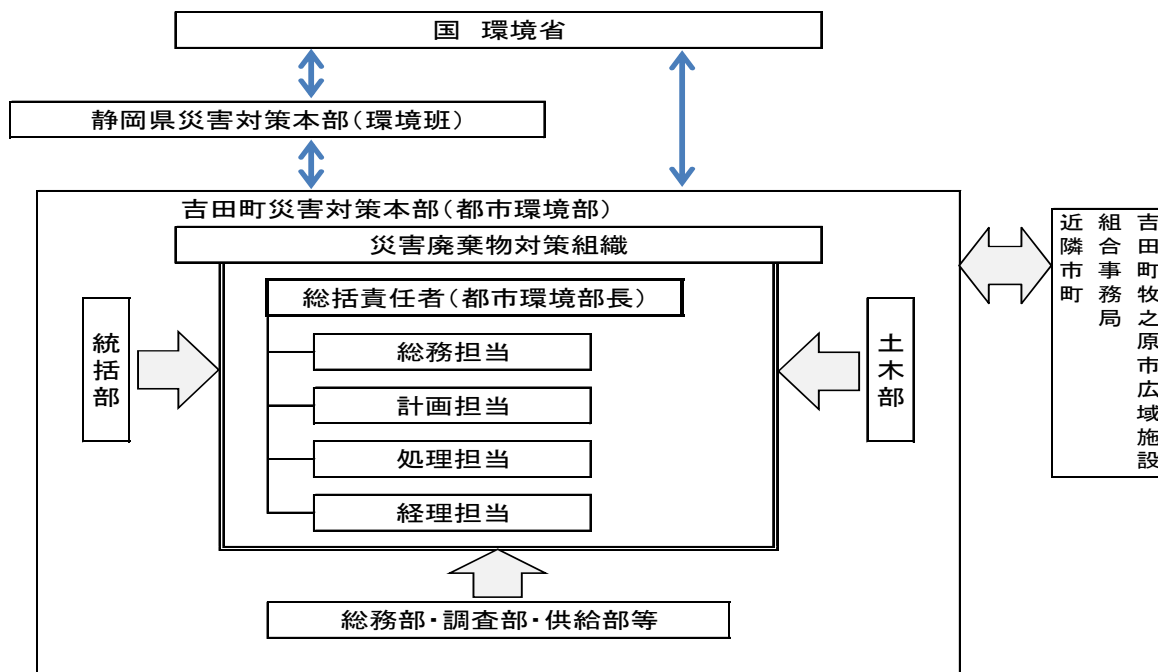 国 環境省
静岡県災害対策本部(環境班)
吉田町災害対策本部(都市環境部)
災害廃棄物対策組織
総括責任者(都市環境部長)
総務担当
計画担当
処理担当
経理担当
統括部
土木部
総務部・調査部・供給部等
吉田町牧之原市広域施設
組合事務局
近隣市町